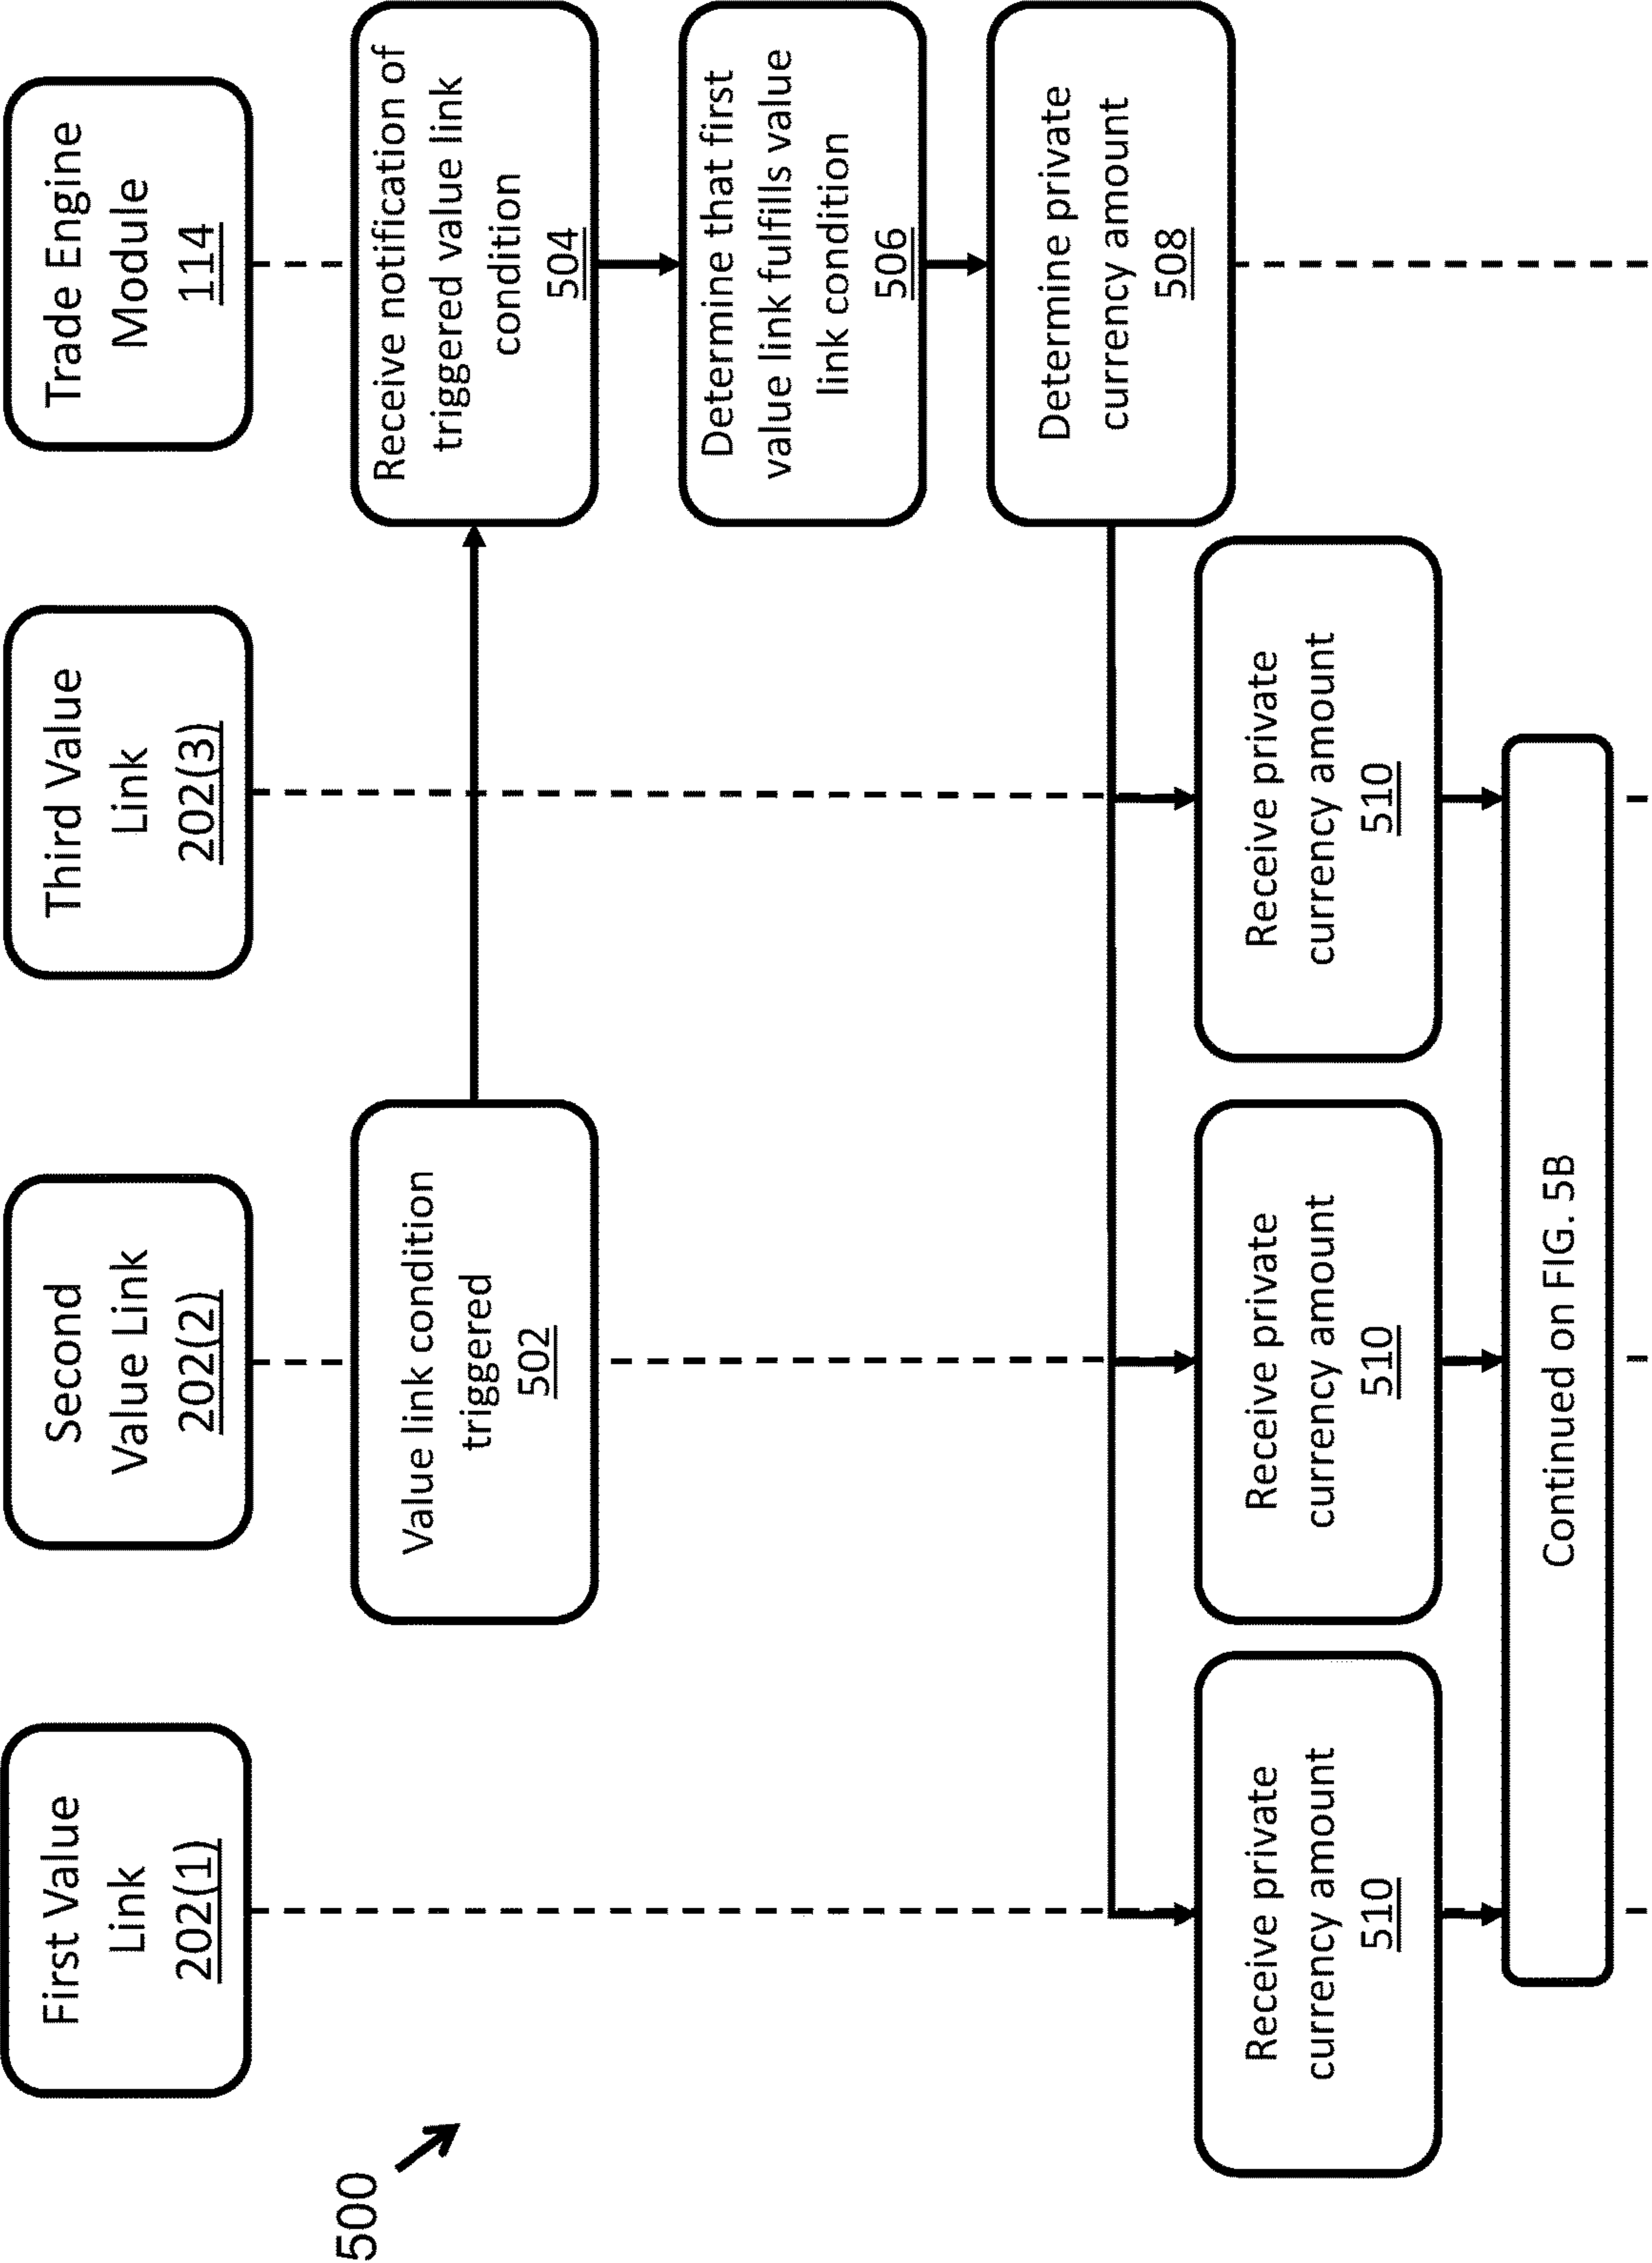 500
First Value
Link
202(1)
Second
Value Link
202(2)
Third Value
Link
202(3)
Trade Engine
Module
114
Value link condition
triggered
502
Receive notification of
triggered value link
condition
504
Determine that first
value link fulfills value
link condition
506
Determine private
currency amount
508
Receive private
currency amount
510
Receive private
currency amount
510
Receive private
currency amount
510
Continued on FIG. 5B